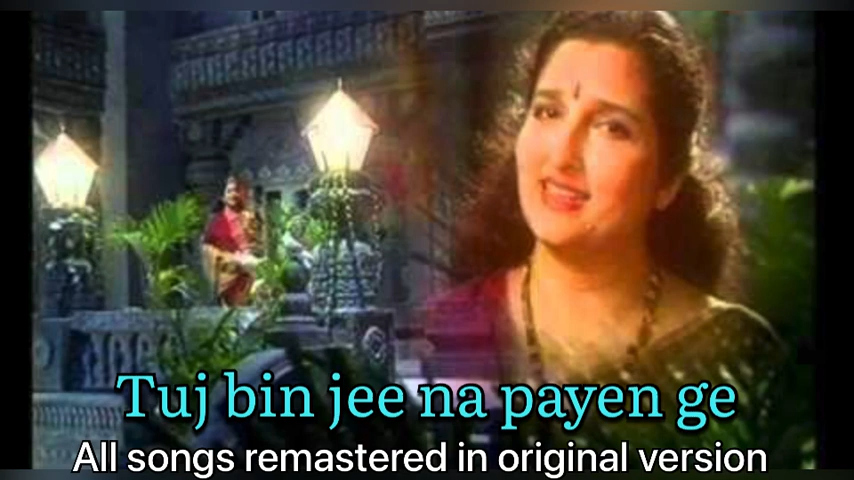 Tuj bin jee na payen ge
All songs remastered in original version